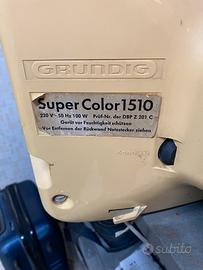 GRUNDIG
Super Color 1510
220 V~ 50 Hz 100 W Prüf-Nr. der DBP Z 201 C
Gerät vor Feuchtigkeit schützen
Vor Entfernen der Rückwand Netzstecker ziehen
subito